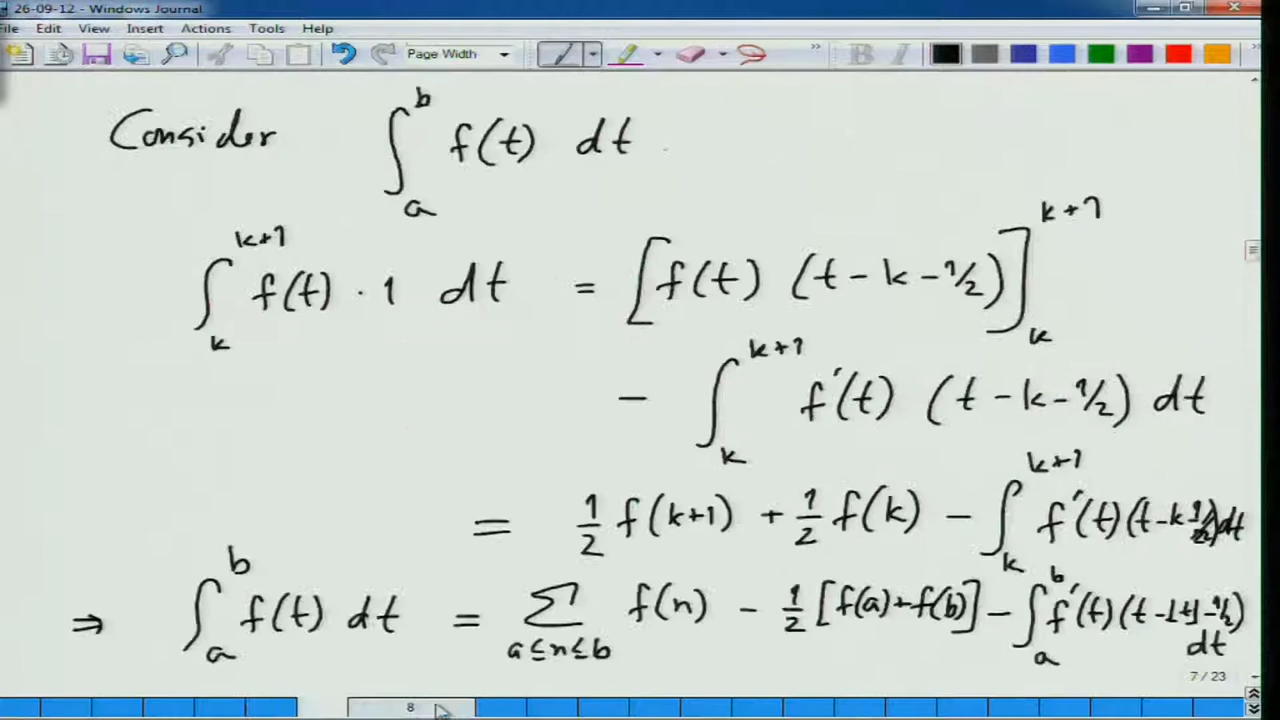 26-09-12 - Windows Journal
File Edit View Insert Actions Tools Help
Page Width
B I
Consider ∫_a^b f(t) dt
∫_k^{k+1} f(t) · 1 dt = [f(t) (t-k-1/2)]_k^{k+1}
- ∫_k^{k+1} f'(t) (t-k-1/2) dt
= 1/2 f(k+1) + 1/2 f(k) - ∫_k^{k+1} f'(t)(t-k-1/2)dt
⇒ ∫_a^b f(t) dt = Σ_{a≤n≤b} f(n) - 1/2 [f(a)+f(b)] - ∫_a^b f'(t)(t-⌊t⌋-1/2) dt
7 / 23
8